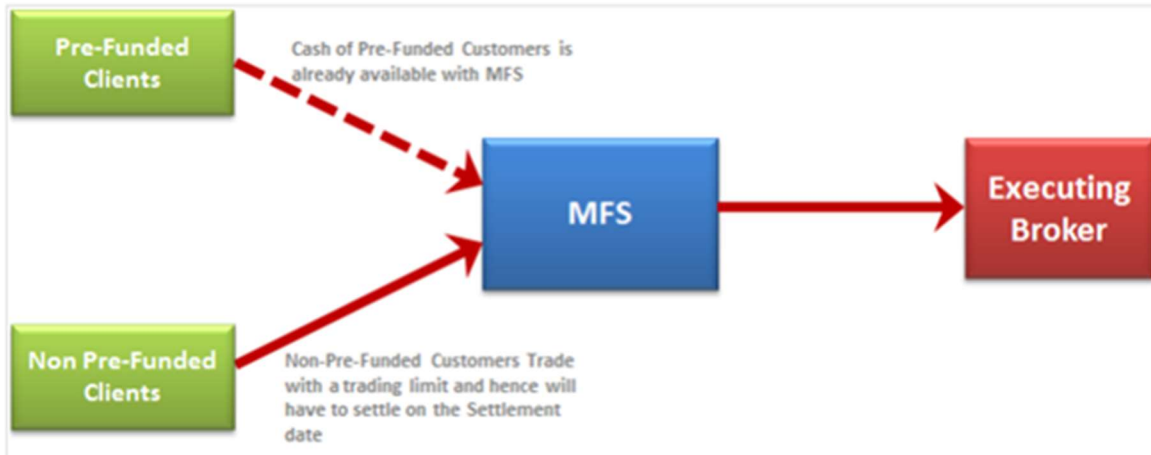 Pre-Funded
Clients
Cash of Pre-Funded Customers is
already available with MFS
MFS
Executing
Broker
Non Pre-Funded
Clients
Non-Pre-Funded Customers Trade
with a trading limit and hence will
have to settle on the Settlement
date